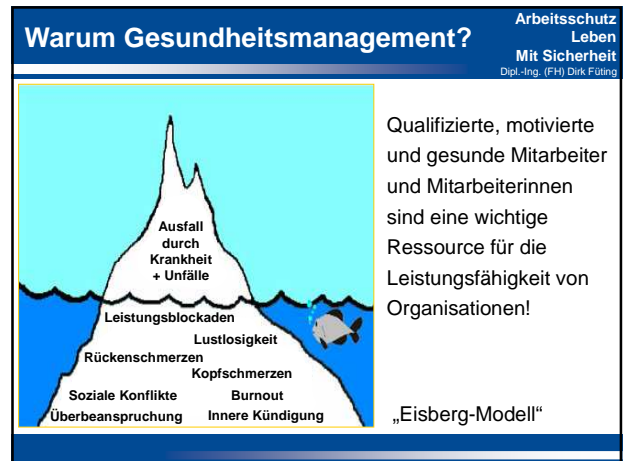 Warum Gesundheitsmanagement?
Arbeitsschutz
Leben
Mit Sicherheit
Dipl.-Ing. (FH) Dirk Füting
Ausfall
durch
Krankheit
+ Unfälle
Leistungsblockaden
Lustlosigkeit
Rückenschmerzen
Kopfschmerzen
Soziale Konflikte Burnout
Überbeanspruchung Innere Kündigung
Qualifizierte, motivierte
und gesunde Mitarbeiter
und Mitarbeiterinnen
sind eine wichtige
Ressource für die
Leistungsfähigkeit von
Organisationen!
„Eisberg-Modell“